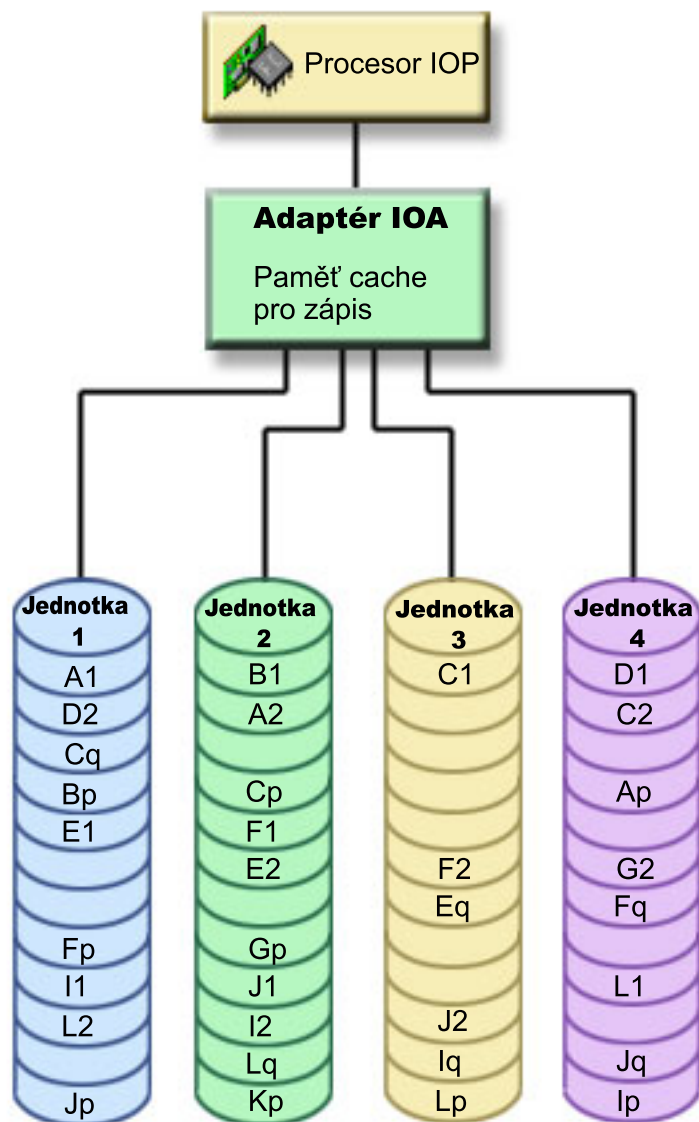 Procesor IOP
Adaptér IOA
Paměť cache
pro zápis
Jednotka
1
A1
D2
Cq
Bp
E1
Fp
I1
L2
Jp
Jednotka
2
B1
A2
Cp
F1
E2
Gp
J1
I2
Lq
Kp
Jednotka
3
C1
F2
Eq
J2
Iq
Lp
Jednotka
4
D1
C2
Ap
G2
Fq
L1
Jq
Ip